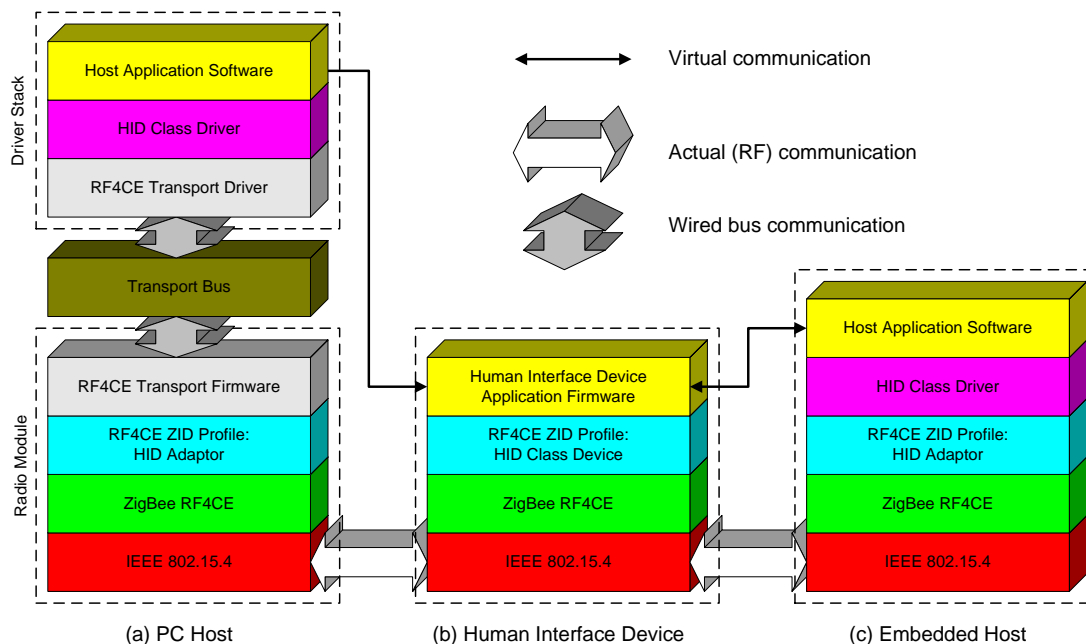 Driver Stack
Host Application Software
HID Class Driver
RF4CE Transport Driver
Transport Bus
Radio Module
RF4CE Transport Firmware
RF4CE ZID Profile:
HID Adaptor
ZigBee RF4CE
IEEE 802.15.4
(a) PC Host
Virtual communication
Actual (RF) communication
Wired bus communication
Human Interface Device
Application Firmware
RF4CE ZID Profile:
HID Class Device
ZigBee RF4CE
IEEE 802.15.4
(b) Human Interface Device
Host Application Software
HID Class Driver
RF4CE ZID Profile:
HID Adaptor
ZigBee RF4CE
IEEE 802.15.4
(c) Embedded Host